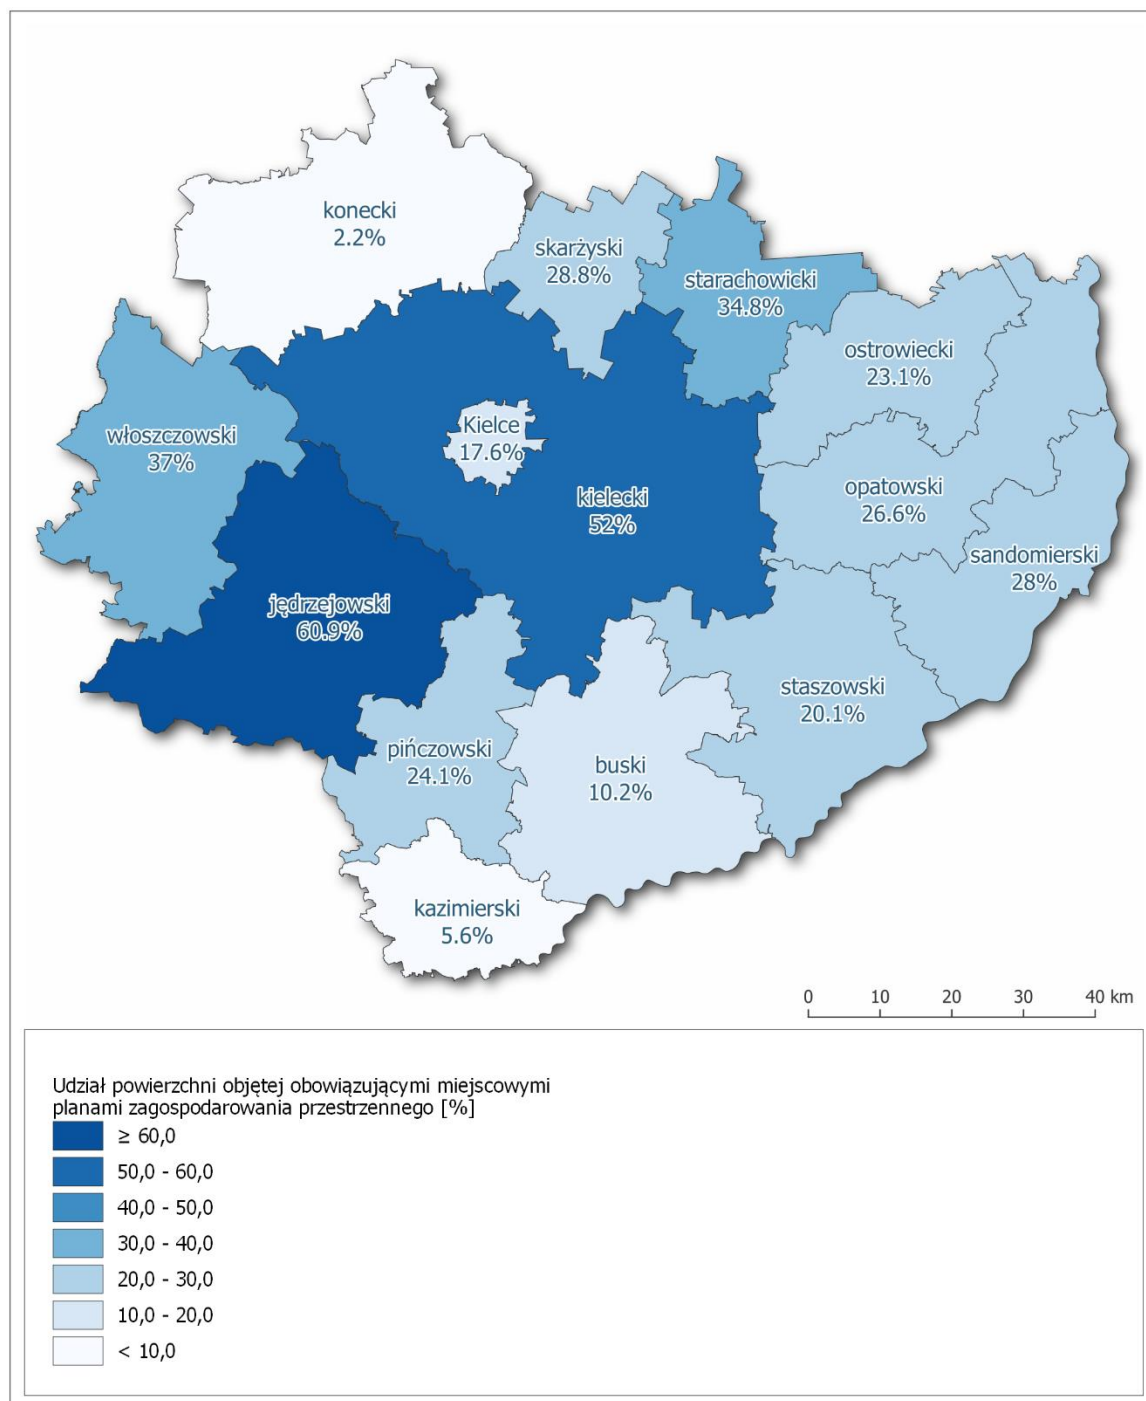 konecki
2.2%
skarżyski
28.8%
starachowicki
34.8%
ostrowiecki
23.1%
włoszczowski
37%
Kielce
17.6%
kielecki
52%
opatowski
26.6%
sandomierski
28%
jędrzejowski
60.9%
staszowski
20.1%
pińczowski
24.1%
buski
10.2%
kazimierski
5.6%
0 10 20 30 40 km
Udział powierzchni objętej obowiązującymi miejscowymi
planami zagospodarowania przestrzennego [%]
≥ 60,0
50,0 - 60,0
40,0 - 50,0
30,0 - 40,0
20,0 - 30,0
10,0 - 20,0
< 10,0